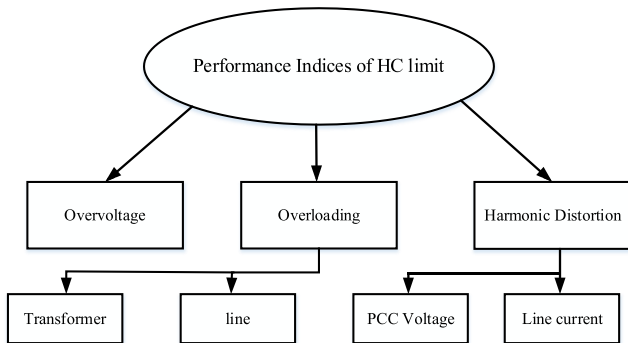 Performance Indices of HC limit
Overvoltage
Overloading
Harmonic Distortion
Transformer
line
PCC Voltage
Line current